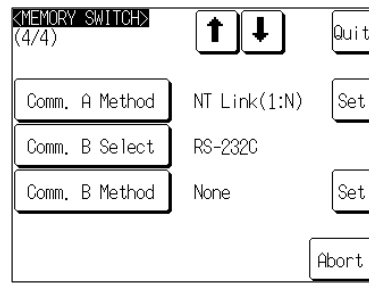 <MEMORY SWITCH>
(4/4)
Quit
Comm. A Method NT Link(1:N) Set
Comm. B Select RS-232C
Comm. B Method None Set
Abort